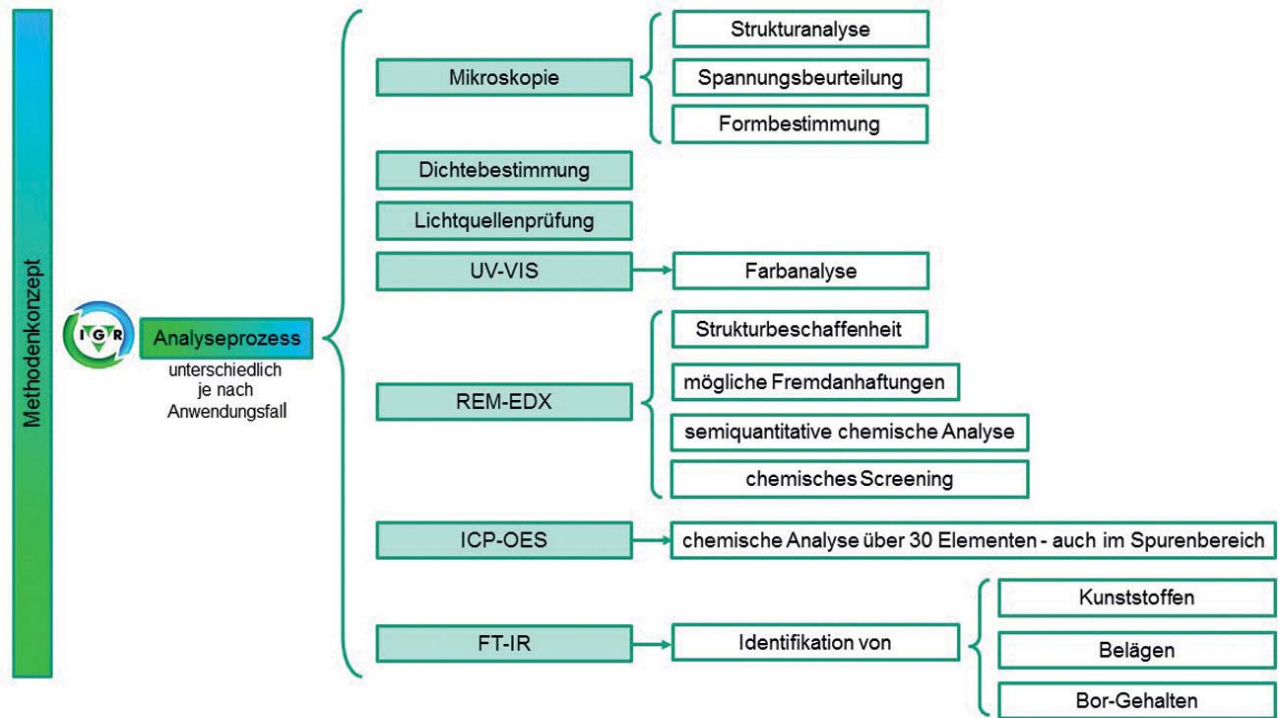 Methodenkonzept
IGR
Analyseprozess
unterschiedlich
je nach
Anwendungsfall
Mikroskopie
Strukturanalyse
Spannungsbeurteilung
Formbestimmung
Dichtebestimmung
Lichtquellenprüfung
UV-VIS
Farbanalyse
REM-EDX
Strukturbeschaffenheit
mögliche Fremdanhaftungen
semiquantitative chemische Analyse
chemisches Screening
ICP-OES
chemische Analyse über 30 Elementen - auch im Spurenbereich
FT-IR
Identifikation von
Kunststoffen
Belägen
Bor-Gehalten